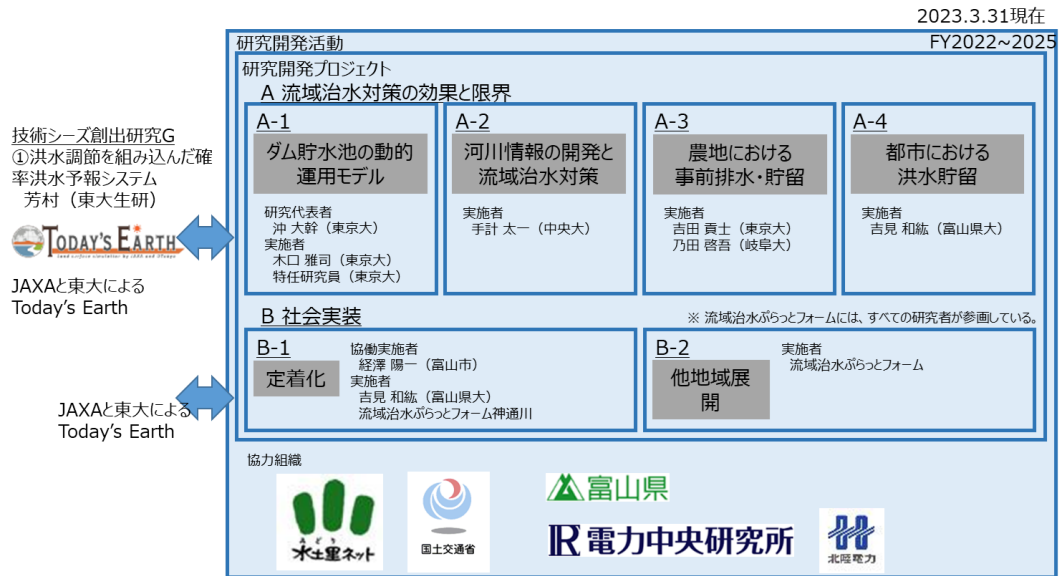 2023.3.31現在
研究開発活動
FY2022~2025
研究開発プロジェクト
A 流域治水対策の効果と限界
技術シーズ創出研究G
①洪水調節を組み込んだ確
率洪水予報システム
芳村（東大生研）
TODAY'S EARTH
land surface simulation by JAXA and UTokyo
JAXAと東大による
Today's Earth
A-1
ダム貯水池の動的
運用モデル
研究代表者
沖 大幹（東京大）
実施者
木口 雅司（東京大）
特任研究員（東京大）
A-2
河川情報の開発と
流域治水対策
実施者
手計 太一（中央大）
A-3
農地における
事前排水・貯留
実施者
吉田 貢士（東京大）
乃田 啓吾（岐阜大）
A-4
都市における
洪水貯留
実施者
吉見 和紘（富山県大）
B 社会実装
※ 流域治水ぷらっとフォームには、すべての研究者が参画している。
JAXAと東大による
Today's Earth
B-1
定着化
協働実施者
経澤 陽一（富山市）
実施者
吉見 和紘（富山県大）
流域治水ぷらっとフォーム神通川
B-2
他地域展
開
実施者
流域治水ぷらっとフォーム
協力組織
みどり
水土里ネット
国土交通省
富山県
R 電力中央研究所
北陸電力